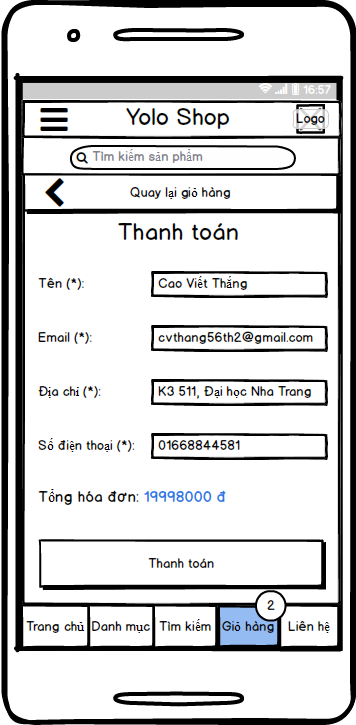 16:57
Yolo Shop
Logo
Tìm kiếm sản phẩm
Quay lại giỏ hàng
Thanh toán
Tên (*): Cao Viết Thắng
Email (*): cvthang56th2@gmail.com
Địa chỉ (*): K3 511, Đại học Nha Trang
Số điện thoại (*): 01668844581
Tổng hóa đơn: 19998000 đ
Thanh toán
2
Trang chủ Danh mục Tìm kiếm Giỏ hàng Liên hệ